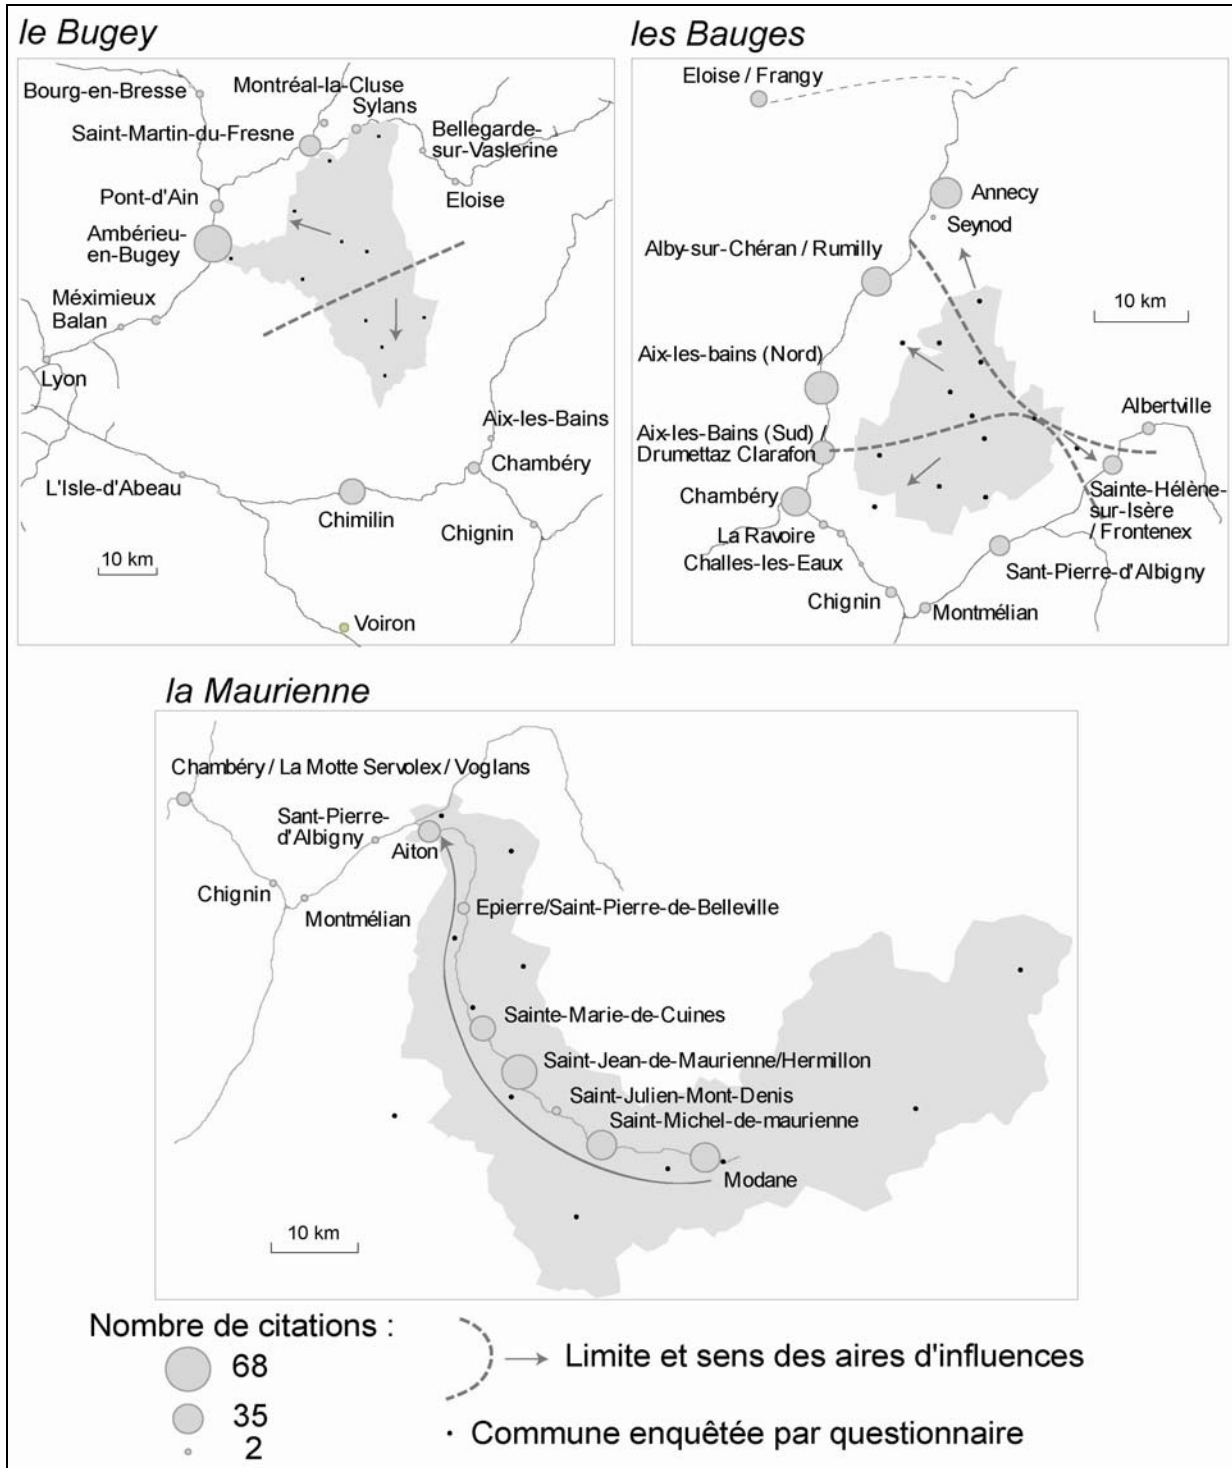 le Bugey
Bourg-en-Bresse
Montréal-la-Cluse
Sylans
Saint-Martin-du-Fresne
Bellegarde-
sur-Vaslerine
Eloise
Pont-d'Ain
Ambérieu-
en-Bugey
Méximieux
Balan
Lyon
Aix-les-Bains
Chambéry
L'Isle-d'Abeau
Chimilin
Chignin
10 km
Voiron
les Bauges
Eloise / Frangy
Annecy
Seynod
Alby-sur-Chéran / Rumilly
10 km
Aix-les-bains (Nord)
Albertville
Aix-les-Bains (Sud) /
Drumettaz Clarafon
Chambéry
Sainte-Hélène-
sur-Isère
/ Frontenex
La Ravoire
Challes-les-Eaux
Sant-Pierre-d'Albigny
Chignin
Montmélian
la Maurienne
Chambéry / La Motte Servolex / Voglans
Sant-Pierre-
d'Albigny
Aiton
Chignin
Montmélian
Epierre/Saint-Pierre-de-Belleville
Sainte-Marie-de-Cuines
Saint-Jean-de-Maurienne/Hermillon
Saint-Julien-Mont-Denis
Saint-Michel-de-maurienne
Modane
10 km
Nombre de citations :
68
35
2
Limite et sens des aires d'influences
Commune enquêtée par questionnaire